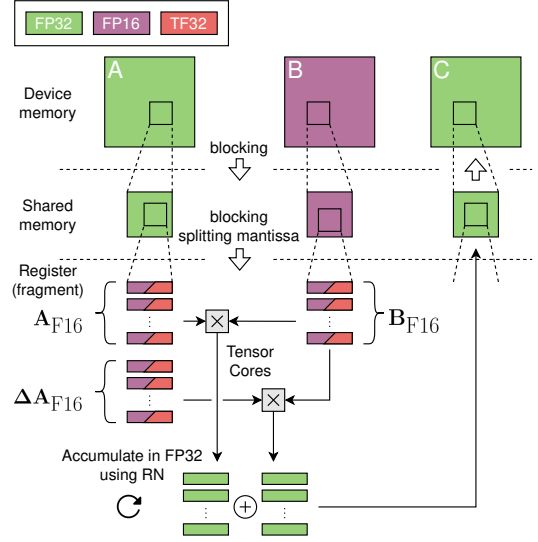 FP32 FP16 TF32
A B C
Device
memory
blocking
Shared
memory
blocking
splitting mantissa
Register
(fragment)
A_F16
B_F16
×
Tensor
Cores
ΔA_F16
×
Accumulate in FP32
using RN
+